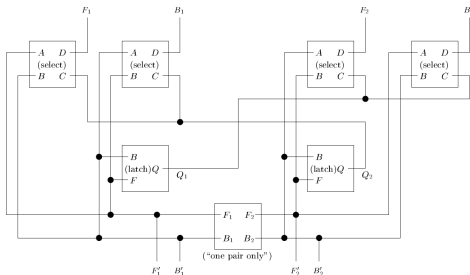 F₁ B₁ F₂ B
A D A D A D A D
(select) (select) (select) (select)
B C B C B C B C
B B
(latch) Q Q₁ (latch) Q Q₂
F F
F₁ F₂
B₁ B₂
("one pair only")
F₁′ B₁′ F₂′ B₂′